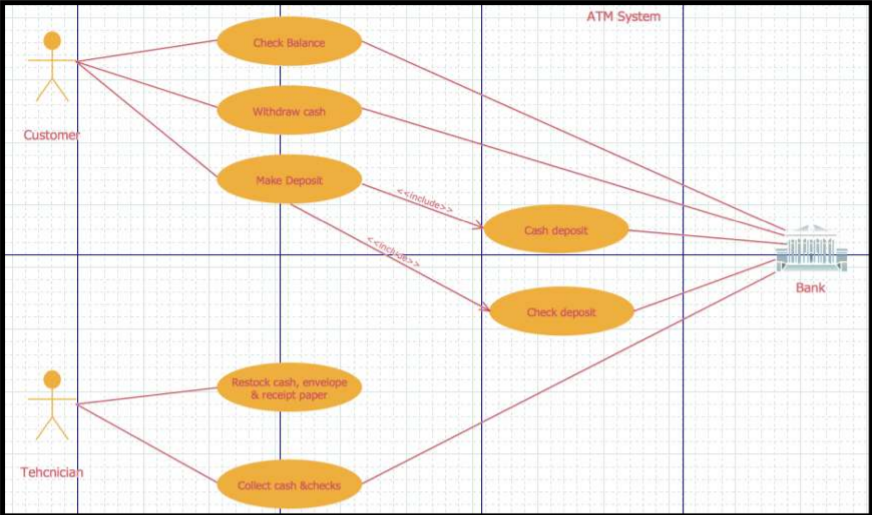 ATM System
Check Balance
Withdraw cash
Customer
Make Deposit
<<include>>
Cash deposit
<<include>>
Bank
Check deposit
Restock cash, envelope
& receipt paper
Tehcnician
Collect cash &checks